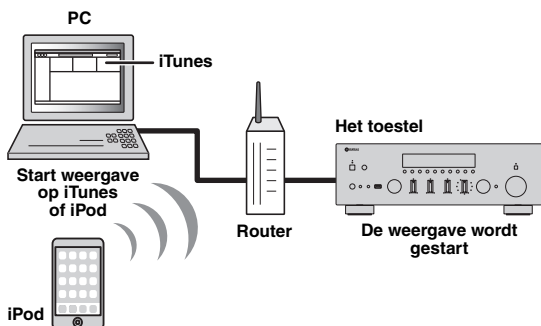 PC
iTunes
Start weergave
op iTunes
of iPod
Router
Het toestel
De weergave wordt
gestart
iPod